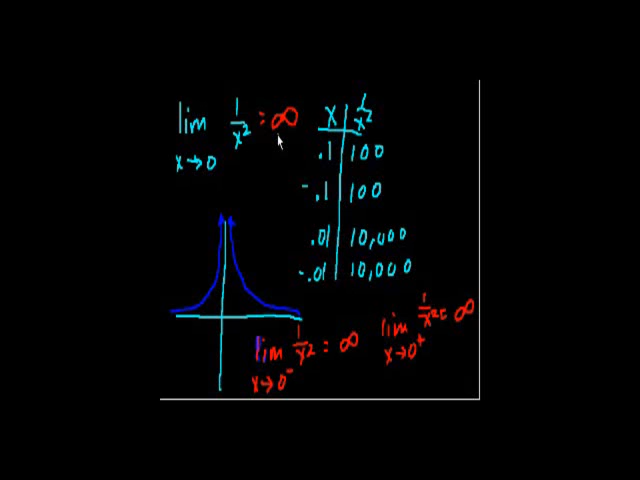 lim 1/x² = ∞
x→0
x | 1/x²
.1 | 100
-.1 | 100
.01 | 10,000
-.01 | 10,000
lim 1/x² = ∞
x→0⁻
lim 1/x² = ∞
x→0⁺